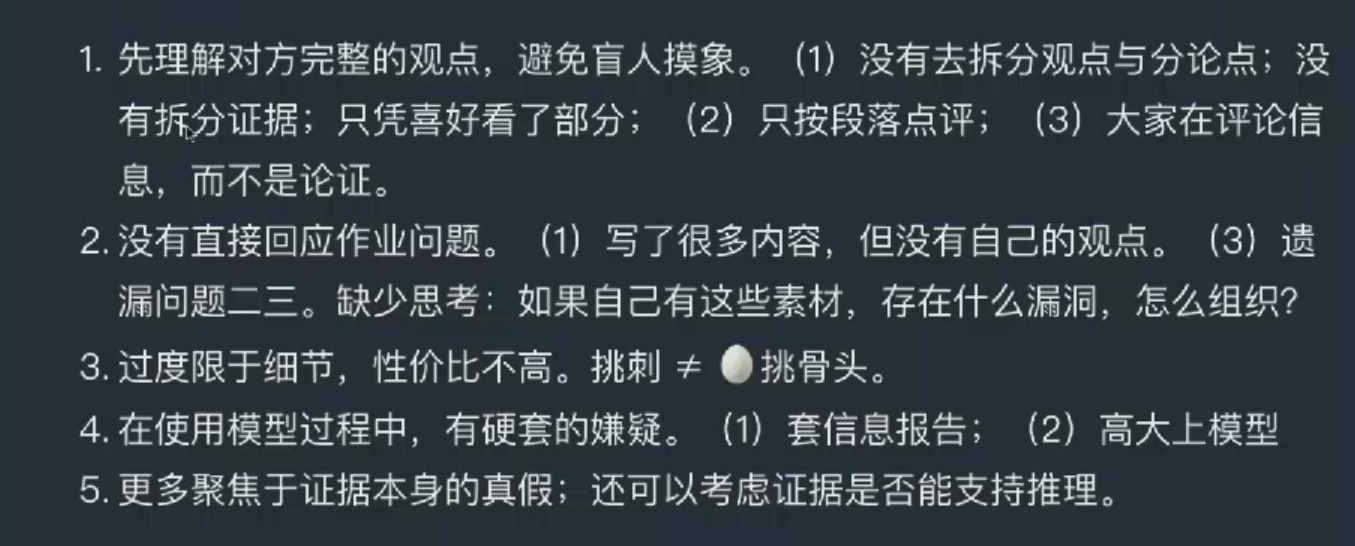 1. 先理解对方完整的观点，避免盲人摸象。（1）没有去拆分观点与分论点；没
有拆分证据；只凭喜好看了部分；（2）只按段落点评；（3）大家在评论信
息，而不是论证。
2. 没有直接回应作业问题。（1）写了很多内容，但没有自己的观点。（3）遗
漏问题二三。缺少思考：如果自己有这些素材，存在什么漏洞，怎么组织？
3. 过度限于细节，性价比不高。挑刺 ≠ 🥚挑骨头。
4. 在使用模型过程中，有硬套的嫌疑。（1）套信息报告；（2）高大上模型
5. 更多聚焦于证据本身的真假；还可以考虑证据是否能支持推理。